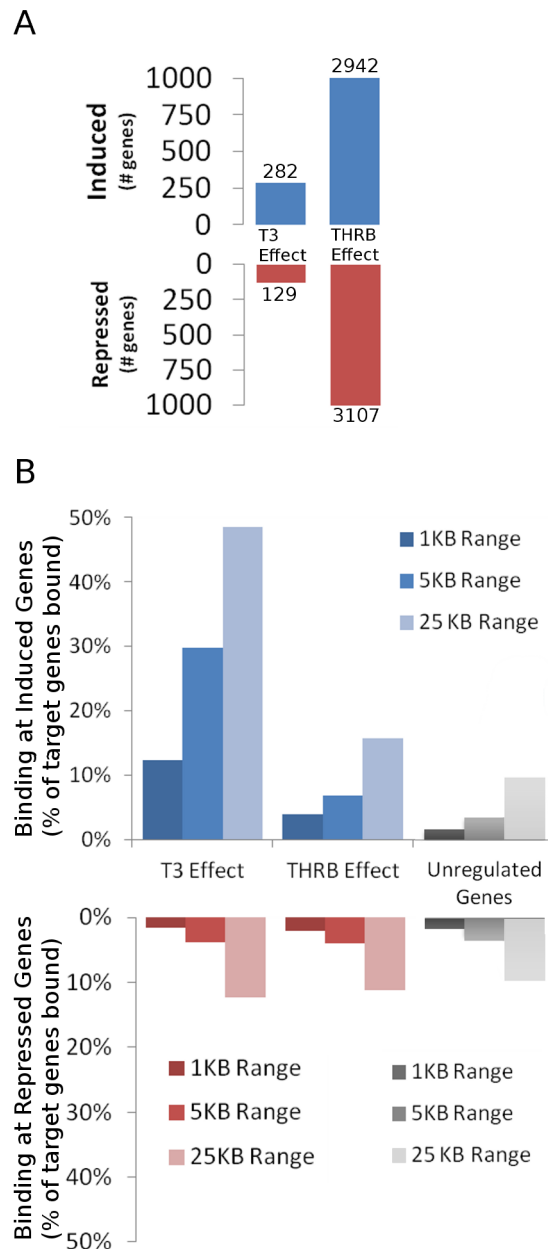 A
Induced
(# genes)
1000
750
500
250
0
2942
282
T3
Effect
THRB
Effect
Repressed
(# genes)
0
250
500
750
1000
129
3107
B
Binding at Induced Genes
(% of target genes bound)
50%
40%
30%
20%
10%
0%
1KB Range
5KB Range
25 KB Range
T3 Effect
THRB Effect
Unregulated
Genes
Binding at Repressed Genes
(% of target genes bound)
0%
10%
20%
30%
40%
50%
1KB Range
5KB Range
25KB Range
1KB Range
5KB Range
25 KB Range